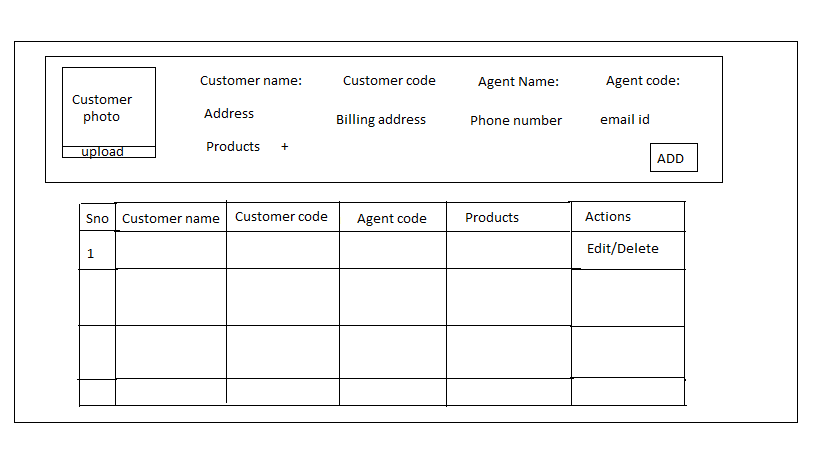 Customer name: Customer code Agent Name: Agent code:
Customer
photo
Address Billing address Phone number email id
Products +
upload
ADD
Sno Customer name Customer code Agent code Products Actions
1 Edit/Delete